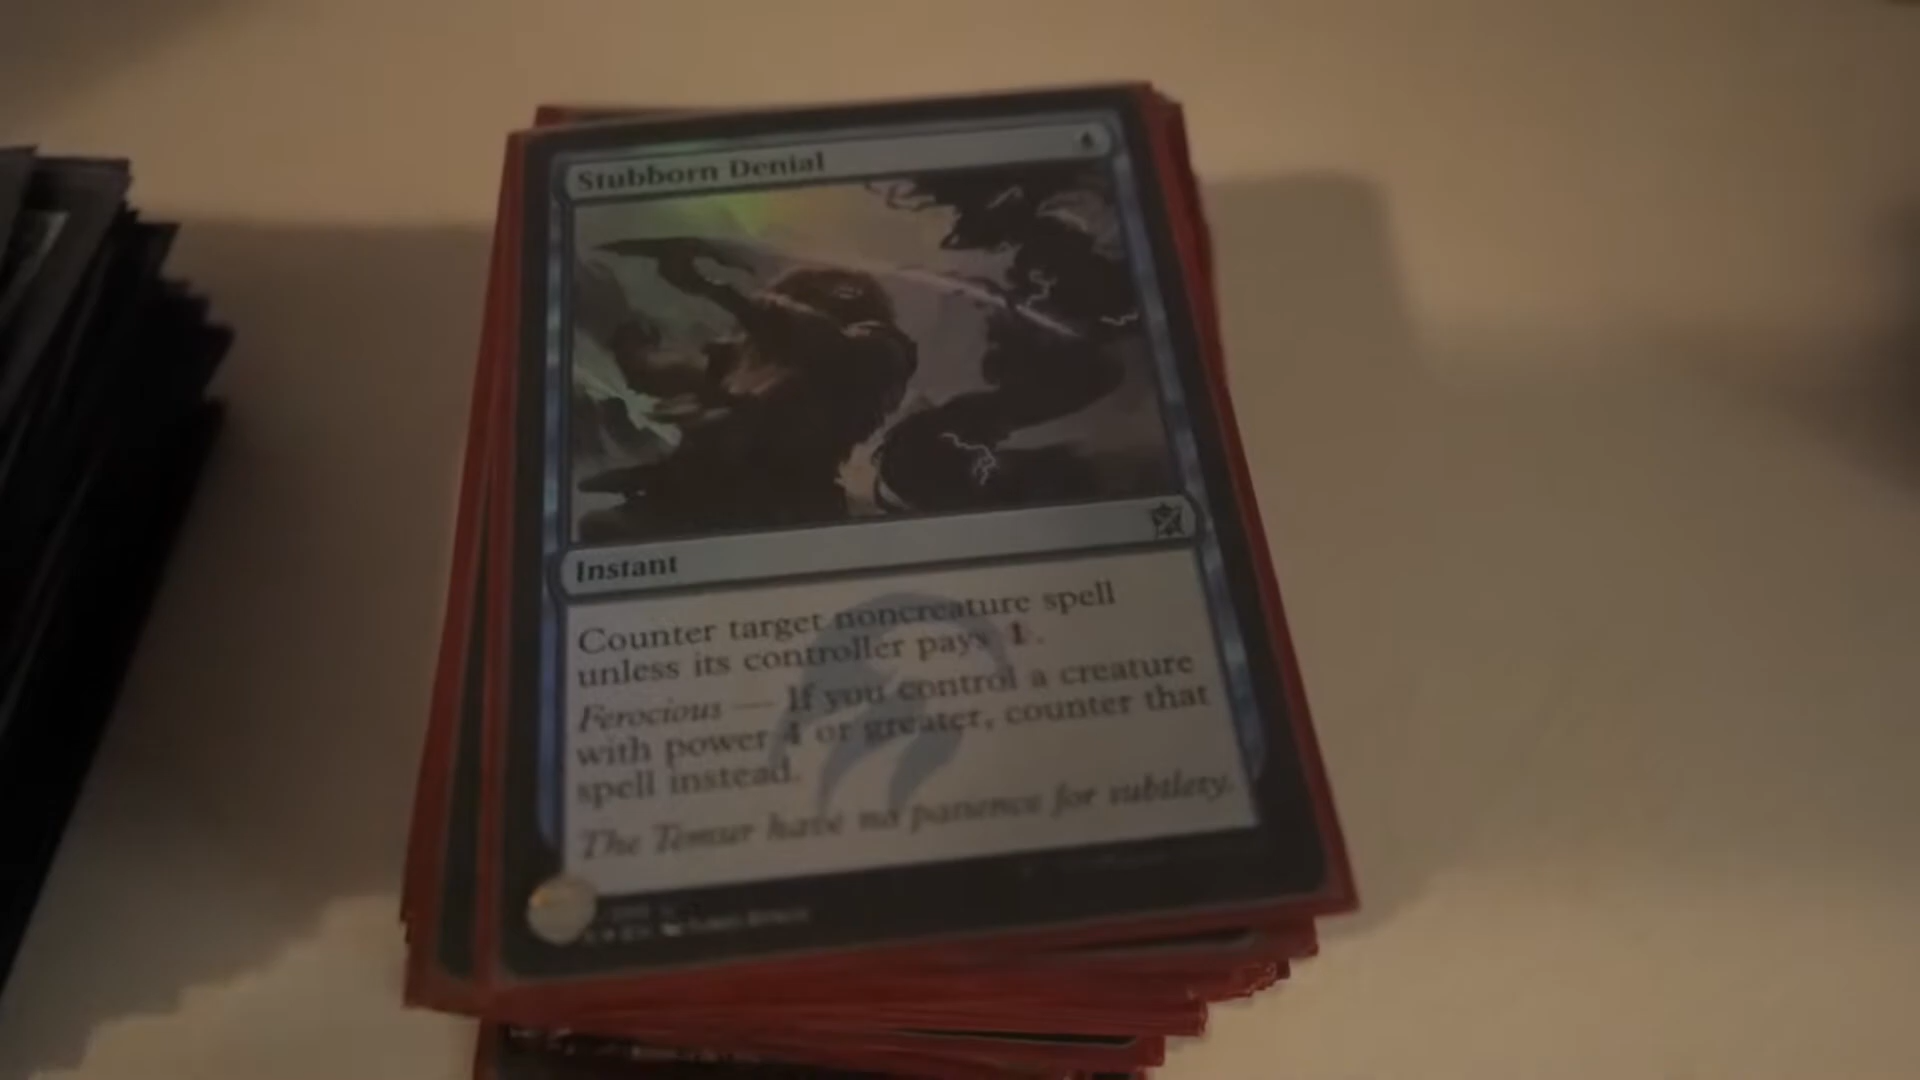 Stubborn Denial
Instant
Counter target noncreature spell
unless its controller pays 1.
Ferocious — If you control a creature
with power 4 or greater, counter that
spell instead.
The Temur have no patience for subtlety.